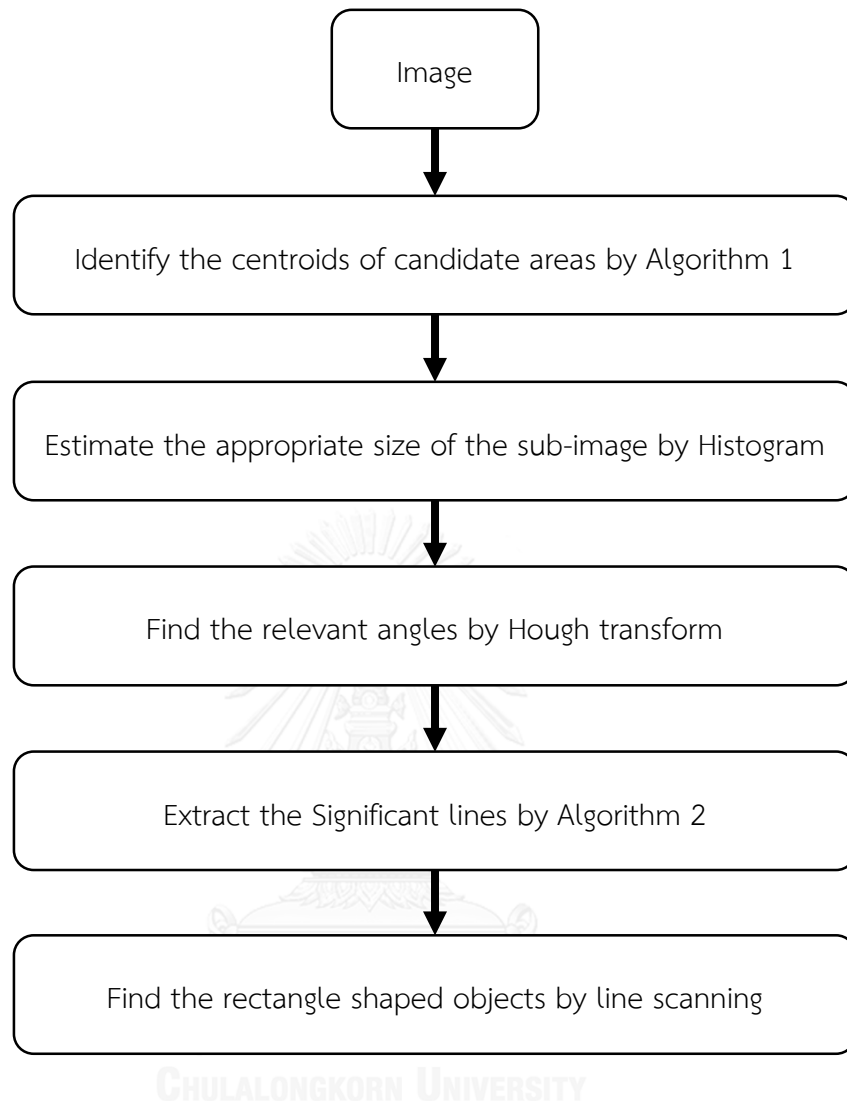 Image
Identify the centroids of candidate areas by Algorithm 1
Estimate the appropriate size of the sub-image by Histogram
Find the relevant angles by Hough transform
Extract the Significant lines by Algorithm 2
Find the rectangle shaped objects by line scanning
CHULALONGKORN UNIVERSITY